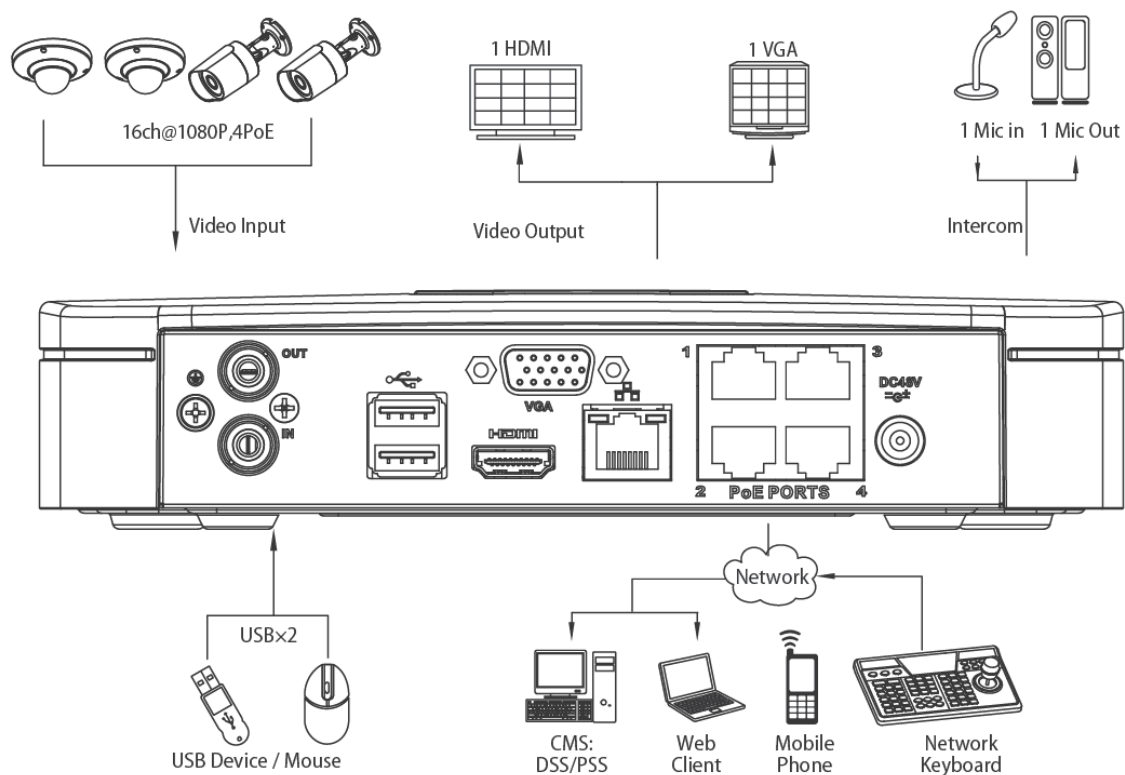 1 HDMI
1 VGA
16ch@1080P,4PoE
1 Mic in
1 Mic Out
Video Input
Video Output
Intercom
OUT
IN
VGA
HDMI
1
3
2
PoE PORTS
4
DC48V
Network
USB×2
USB Device / Mouse
CMS:
DSS/PSS
Web
Client
Mobile
Phone
Network
Keyboard